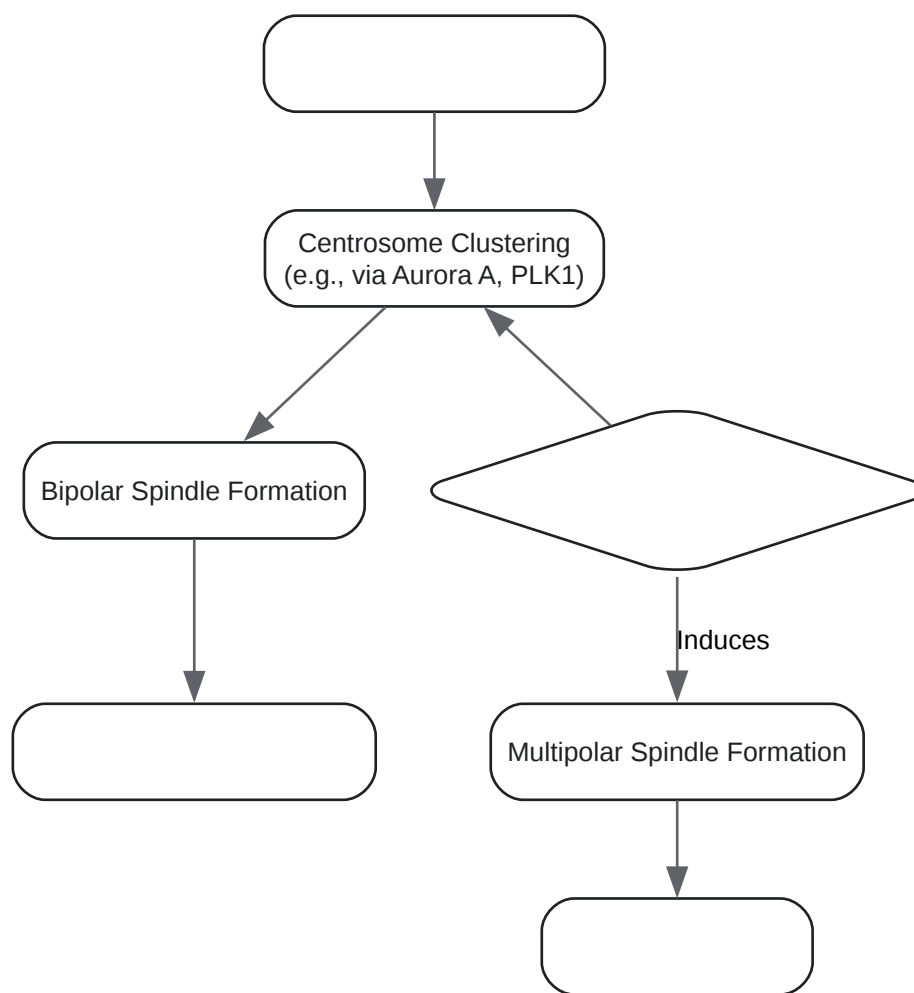 Centrosome Clustering
(e.g., via Aurora A, PLK1)
Bipolar Spindle Formation
Induces
Multipolar Spindle Formation